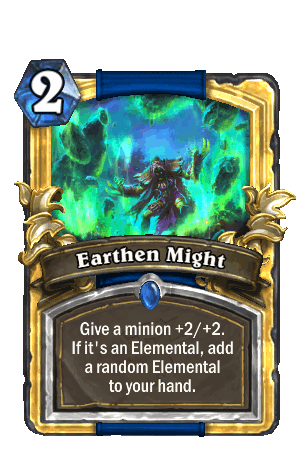 2
Earthen Might
Give a minion +2/+2.
If it's an Elemental, add
a random Elemental
to your hand.